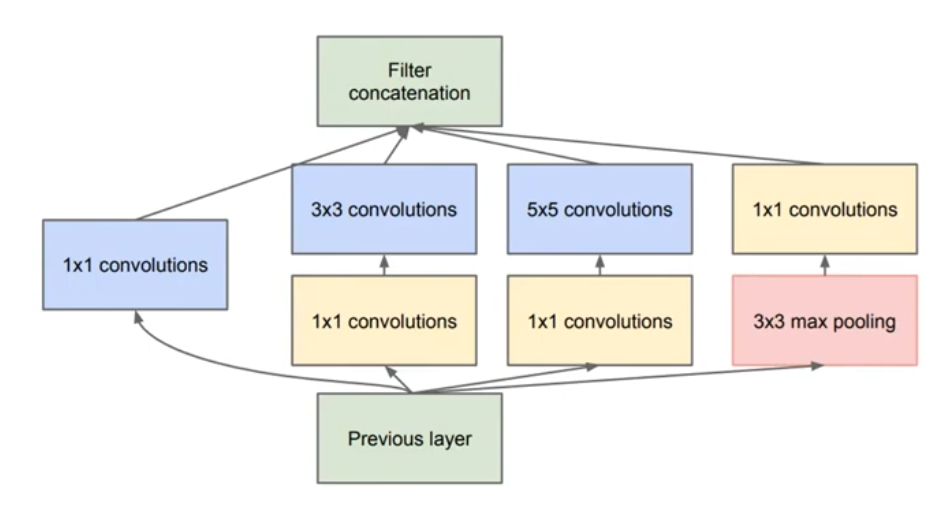 Filter
concatenation
3x3 convolutions
5x5 convolutions
1x1 convolutions
1x1 convolutions
1x1 convolutions
1x1 convolutions
3x3 max pooling
Previous layer